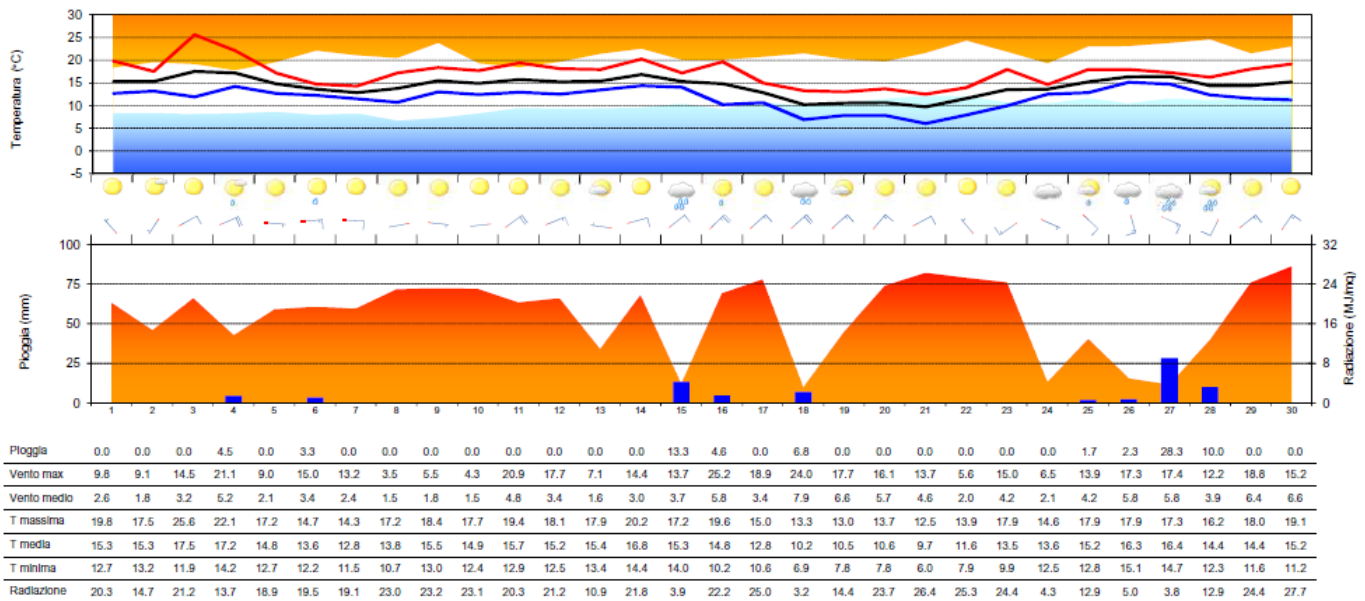 Temperatura (°C)
30
25
20
15
10
5
0
-5
Pioggia (mm)
100
75
50
25
0
Radiazione (MJ/mq)
32
24
16
8
0
1 2 3 4 5 6 7 8 9 10 11 12 13 14 15 16 17 18 19 20 21 22 23 24 25 26 27 28 29 30
Pioggia 0.0 0.0 0.0 4.5 0.0 3.3 0.0 0.0 0.0 0.0 0.0 0.0 0.0 0.0 13.3 4.6 0.0 6.8 0.0 0.0 0.0 0.0 0.0 0.0 1.7 2.3 28.3 10.0 0.0 0.0
Vento max 9.8 9.1 14.5 21.1 9.0 15.0 13.2 3.5 5.5 4.3 20.9 17.7 7.1 14.4 13.7 25.2 18.9 24.0 17.7 16.1 13.7 5.6 15.0 6.5 13.9 17.3 17.4 12.2 18.8 15.2
Vento medio 2.6 1.8 3.2 5.2 2.1 3.4 2.4 1.5 1.8 1.5 4.8 3.4 1.6 3.0 3.7 5.8 3.4 7.9 6.6 5.7 4.6 2.0 4.2 2.1 4.2 5.8 5.8 3.9 6.4 6.6
T massima 19.8 17.5 25.6 22.1 17.2 14.7 14.3 17.2 18.4 17.7 19.4 18.1 17.9 20.2 17.2 19.6 15.0 13.3 13.0 13.7 12.5 13.9 17.9 14.6 17.9 17.9 17.3 16.2 18.0 19.1
T media 15.3 15.3 17.5 17.2 14.8 13.6 12.8 13.8 15.5 14.9 15.7 15.2 15.4 16.8 15.3 14.8 12.8 10.2 10.5 10.6 9.7 11.6 13.5 13.6 15.2 16.3 16.4 14.4 14.4 15.2
T minima 12.7 13.2 11.9 14.2 12.7 12.2 11.5 10.7 13.0 12.4 12.9 12.5 13.4 14.4 14.0 10.2 10.6 6.9 7.8 7.8 6.0 7.9 9.9 12.5 12.8 15.1 14.7 12.3 11.6 11.2
Radiazione 20.3 14.7 21.2 13.7 18.9 19.5 19.1 23.0 23.2 23.1 20.3 21.2 10.9 21.8 3.9 22.2 25.0 3.2 14.4 23.7 26.4 25.3 24.4 4.3 12.9 5.0 3.8 12.9 24.4 27.7